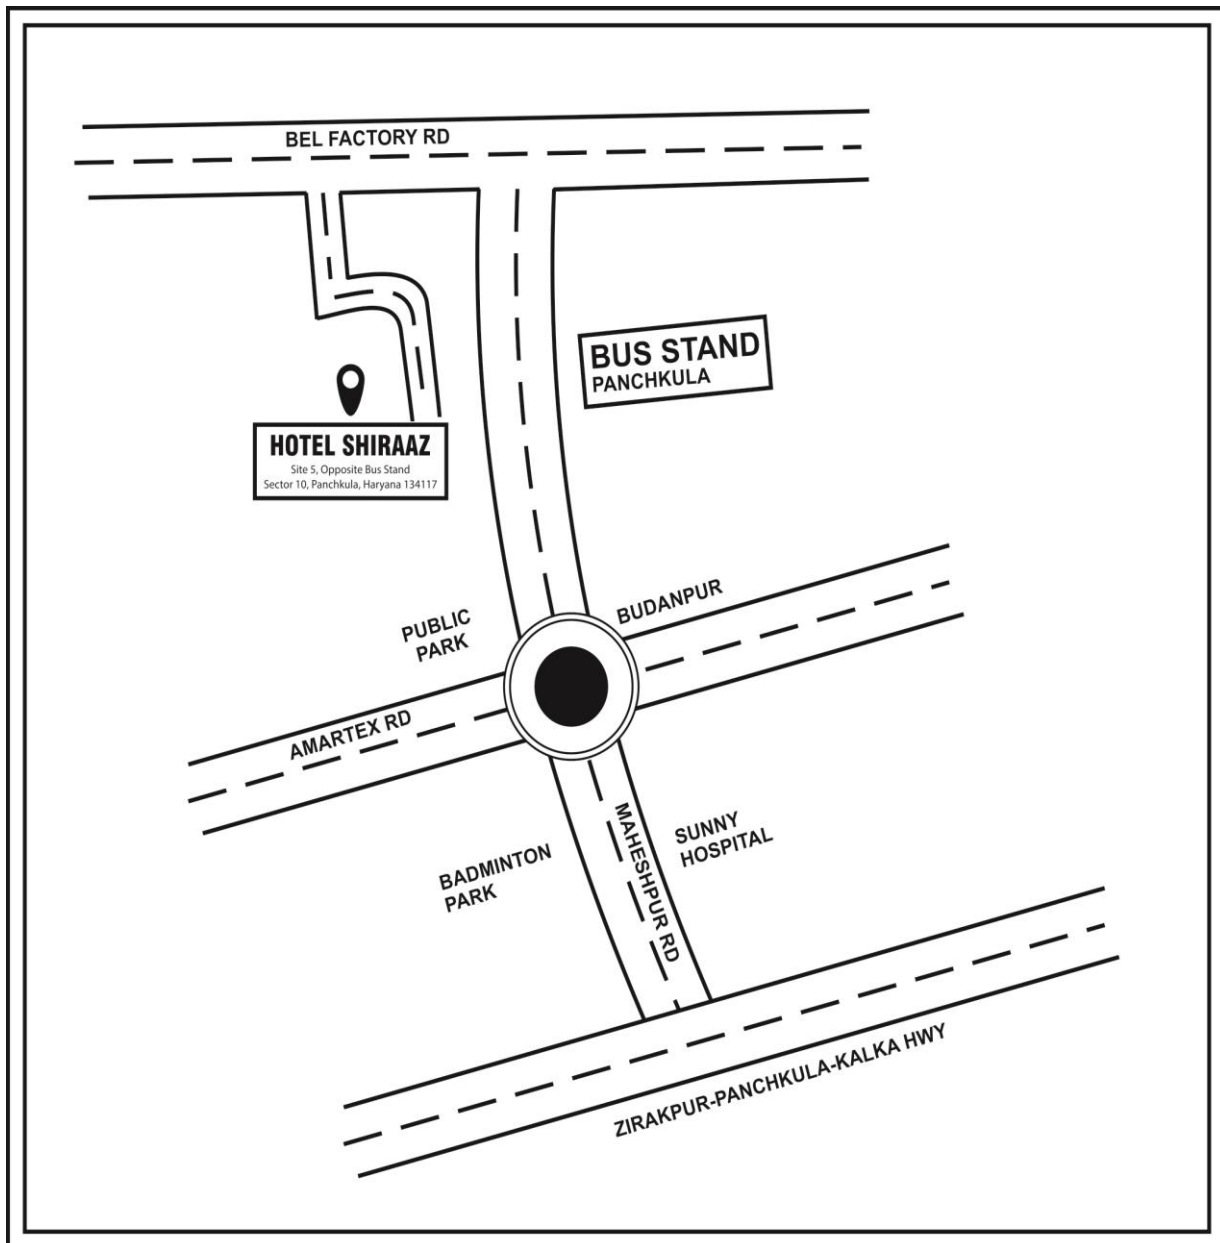 BEL FACTORY RD
BUS STAND
PANCHKULA
HOTEL SHIRAAZ
Site 5, Opposite Bus Stand
Sector 10, Panchkula, Haryana 134117
BUDANPUR
PUBLIC
PARK
AMARTEX RD
MAHESHPUR RD
SUNNY
HOSPITAL
BADMINTON
PARK
ZIRAKPUR-PANCHKULA-KALKA HWY